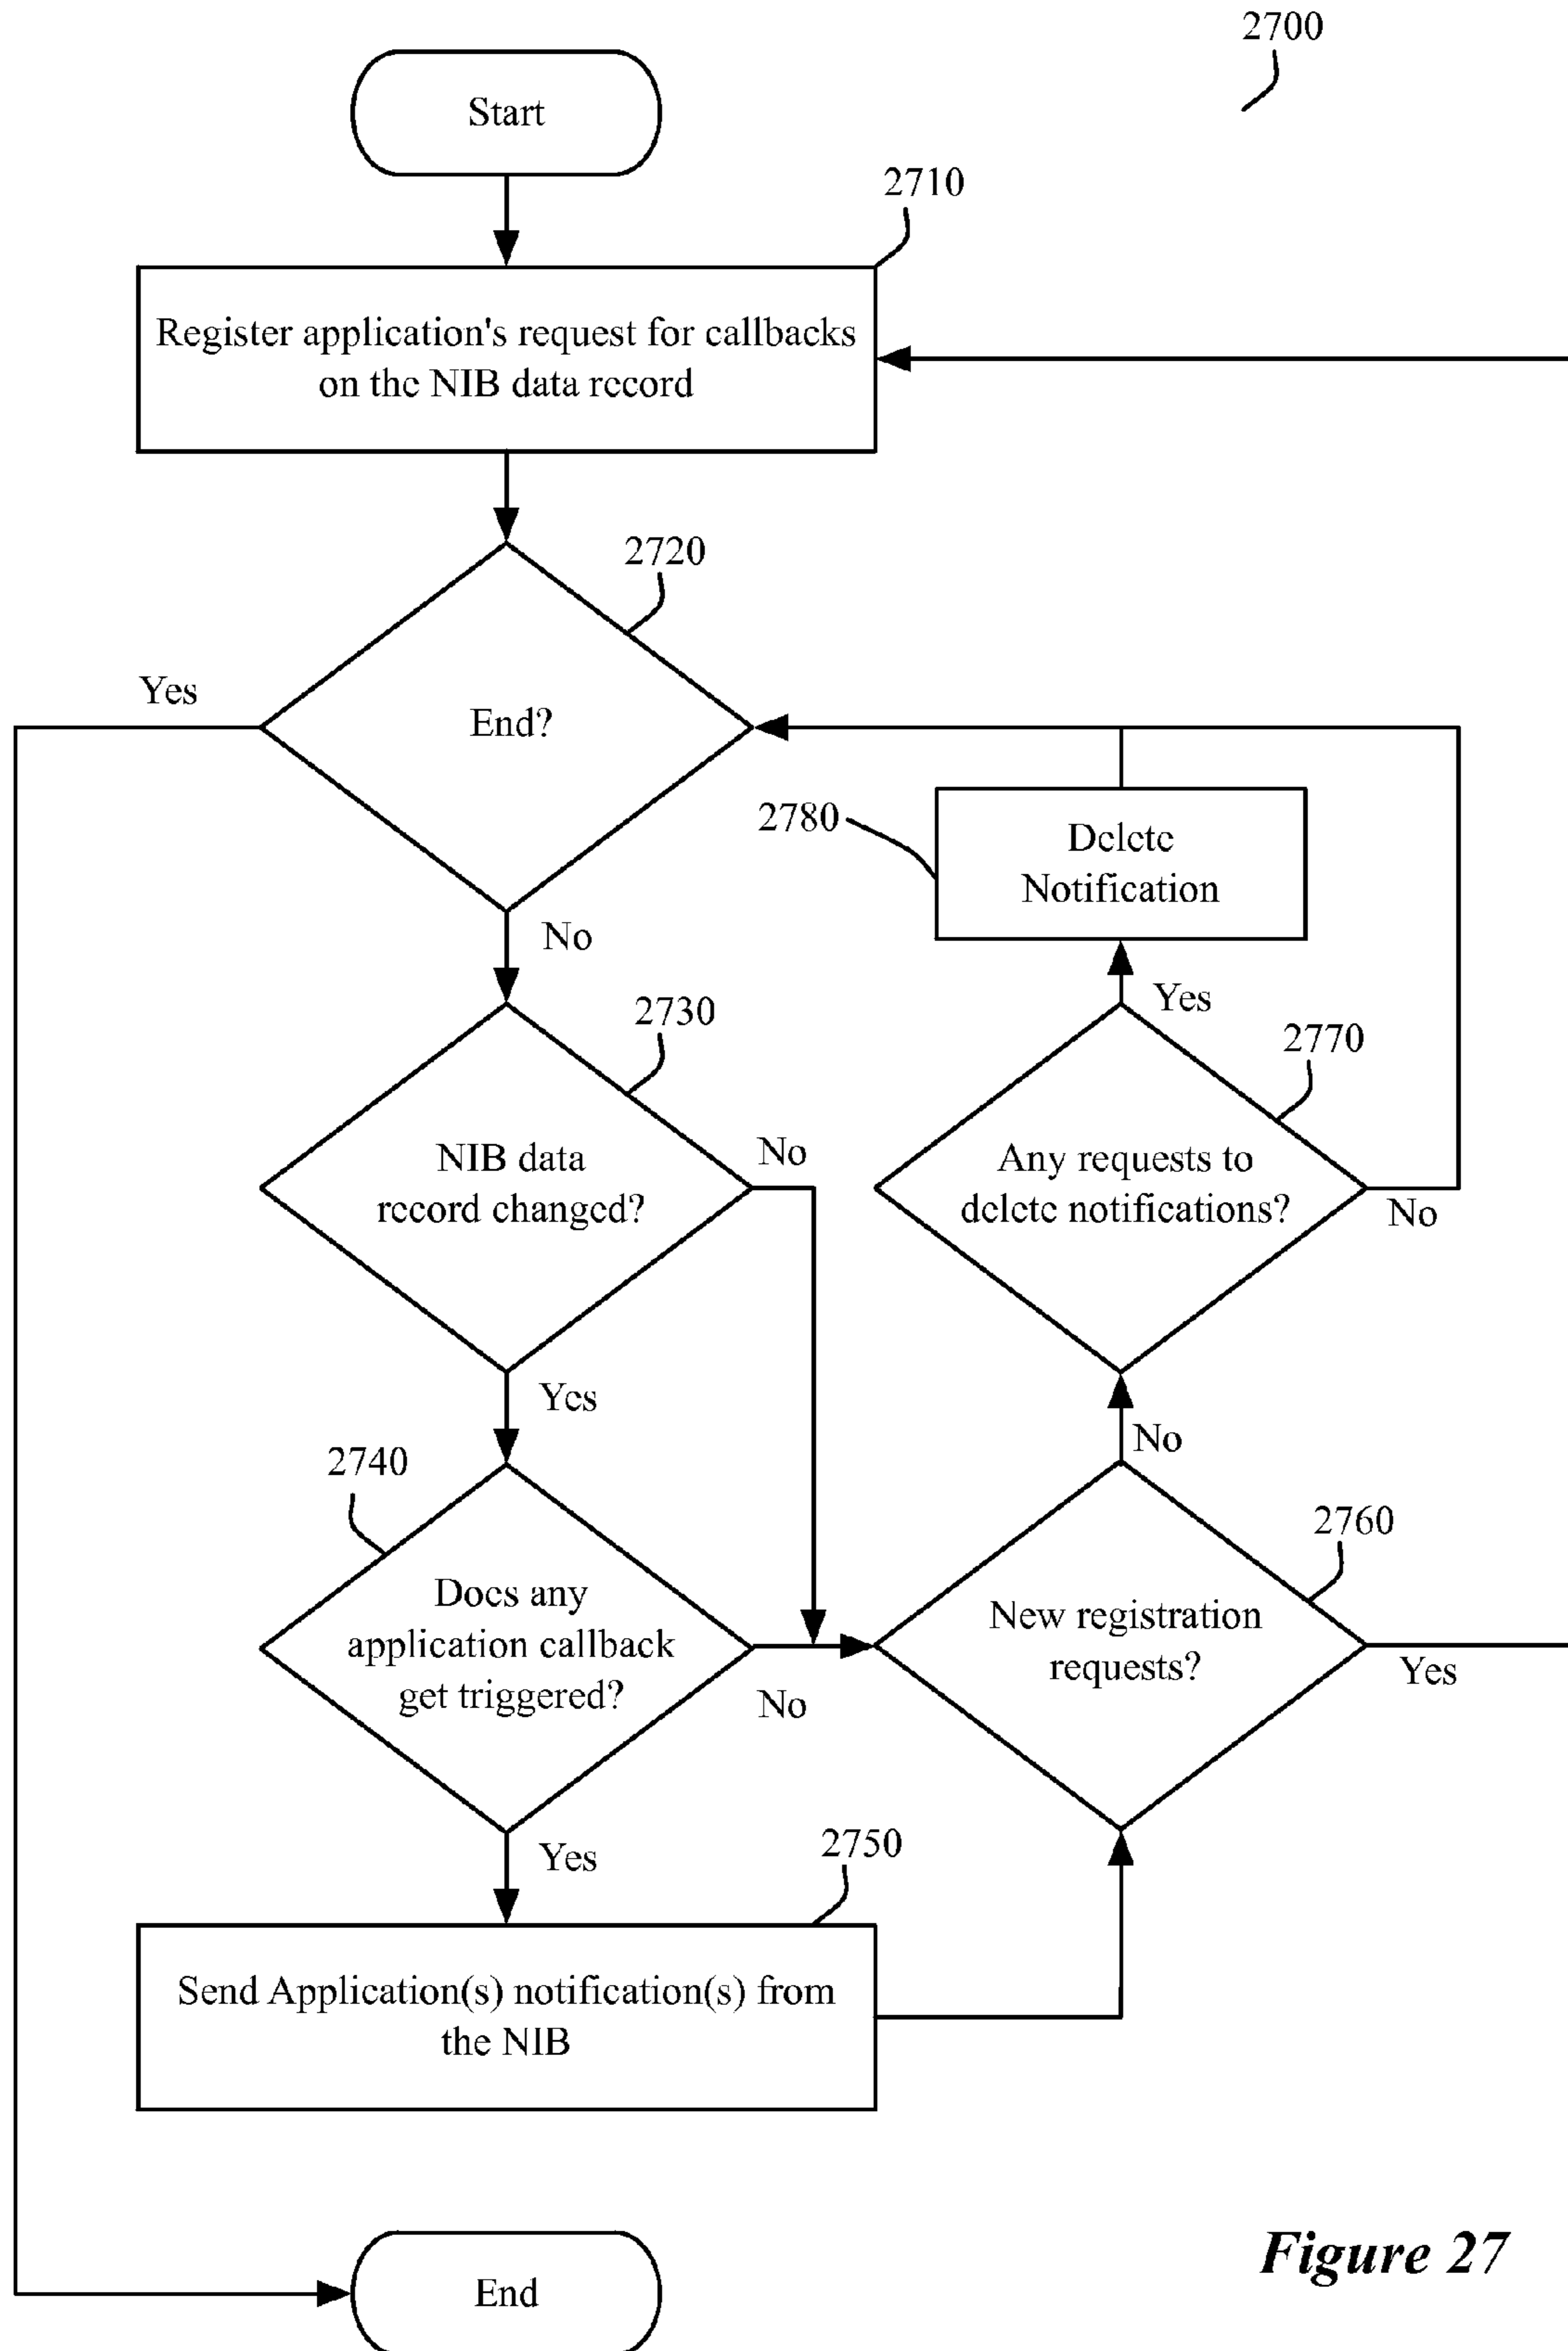 2700
Start
2710
Register application's request for callbacks
on the NIB data record
2720
Yes
End?
2780
Delete
Notification
No
Yes
2730
2770
NIB data
record changed?
No
Any requests to
delete notifications?
No
Yes
No
2740
2760
Does any
application callback
get triggered?
New registration
requests?
No
Yes
Yes
2750
Send Application(s) notification(s) from
the NIB
Figure 27
End